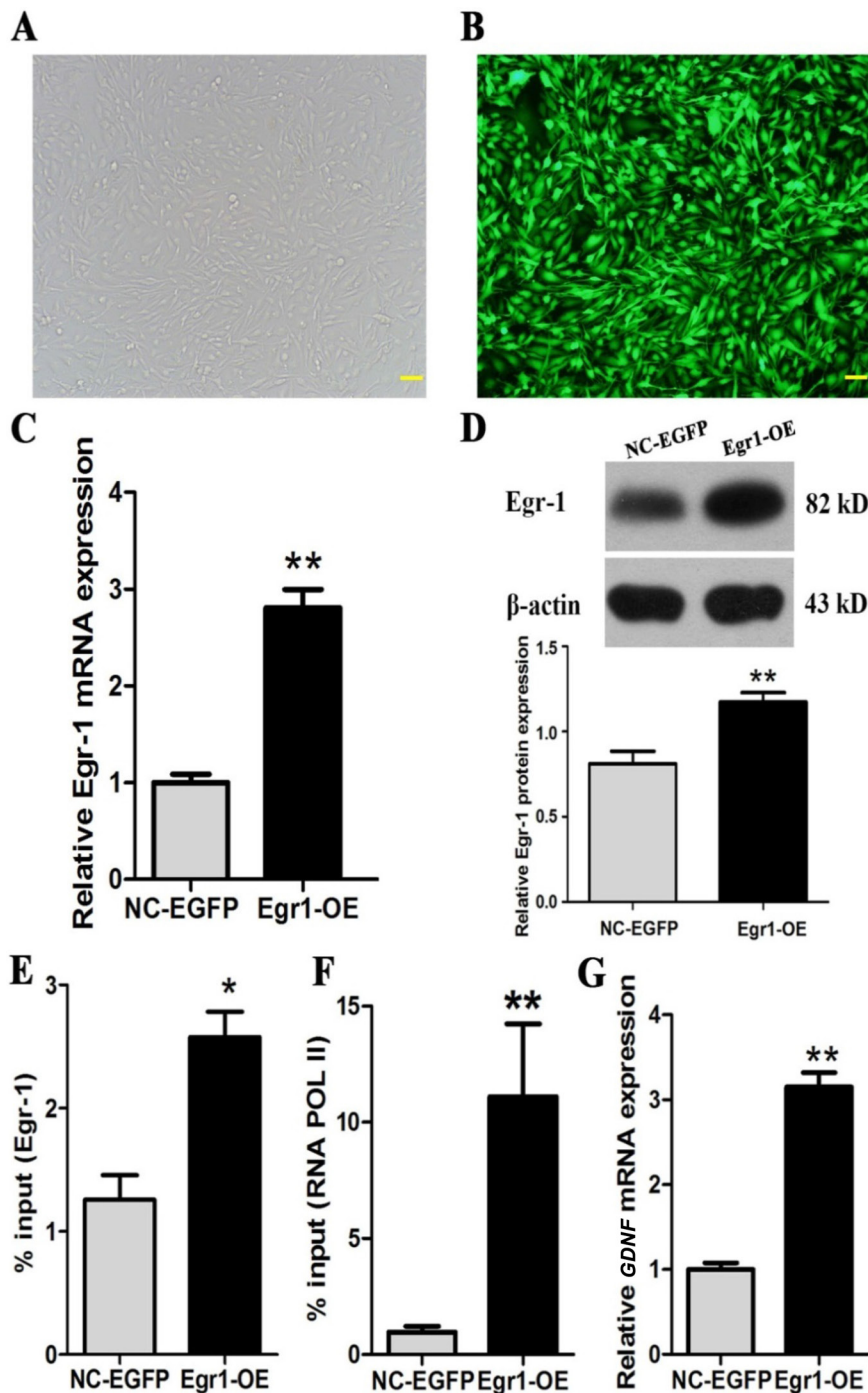 A
B
C
Relative Egr-1 mRNA expression
4
3
2
1
0
**
NC-EGFP Egr1-OE
D
NC-EGFP Egr1-OE
Egr-1 82 kD
β-actin 43 kD
Relative Egr-1 protein expression
1.5
1.0
0.5
0.0
**
NC-EGFP Egr1-OE
E
% input (Egr-1)
3
2
1
0
*
NC-EGFP Egr1-OE
F
% input (RNA POL II)
15
10
5
0
**
NC-EGFP Egr1-OE
G
Relative GDNF mRNA expression
4
3
2
1
0
**
NC-EGFP Egr1-OE